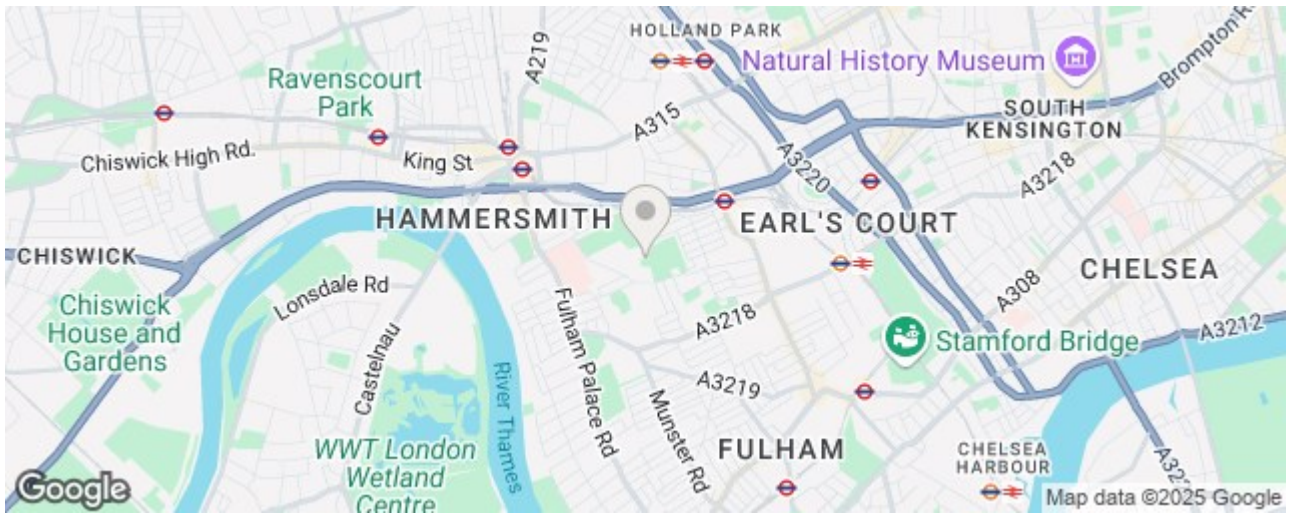 HOLLAND PARK
Natural History Museum
Brompton Rd
A219
Ravenscourt
Park
A315
SOUTH
KENSINGTON
Chiswick High Rd.
King St
A3220
A3218
HAMMERSMITH
EARL'S COURT
CHISWICK
CHELSEA
Lonsdale Rd
Chiswick
House and
Gardens
Castelnau
Fulham Palace Rd
River Thames
A3218
A308
A3212
Stamford Bridge
A3219
Munster Rd
WWT London
Wetland
Centre
FULHAM
CHELSEA
HARBOUR
Google
Map data ©2025 Google